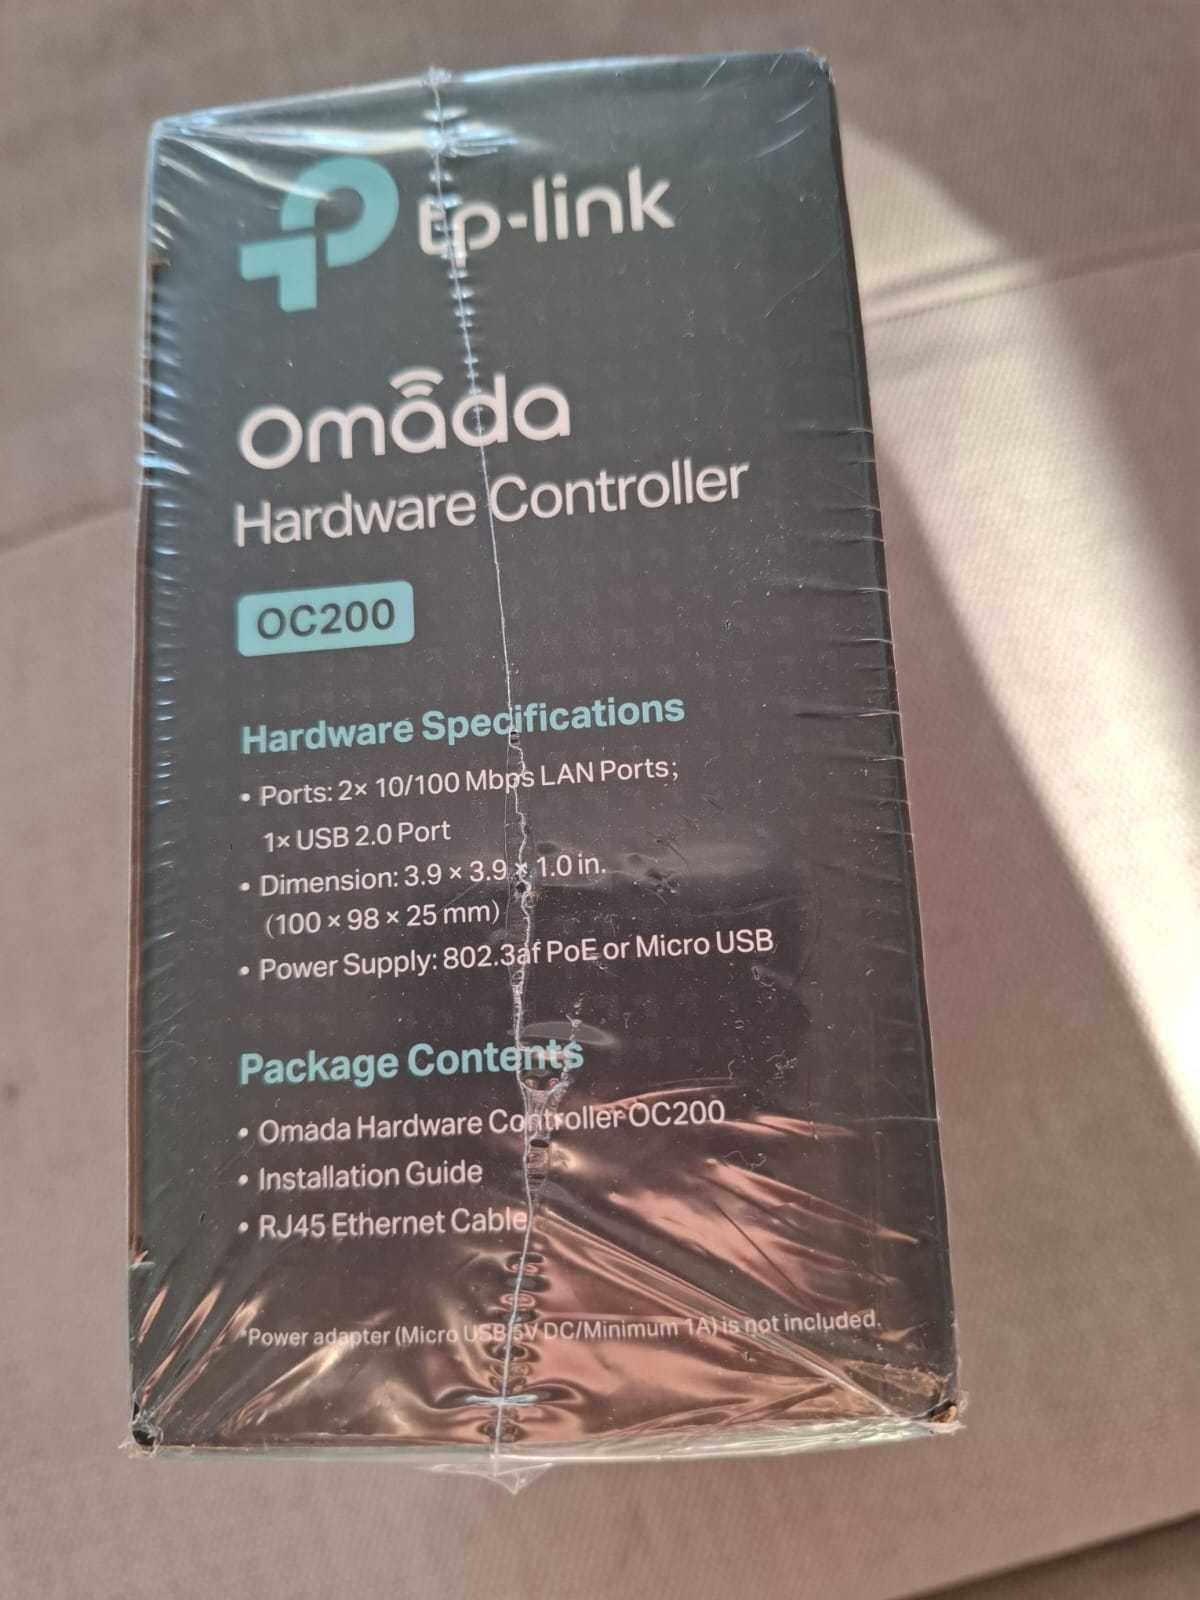 tp-link
omada
Hardware Controller
OC200
Hardware Specifications
• Ports: 2× 10/100 Mbps LAN Ports;
1× USB 2.0 Port
• Dimension: 3.9 × 3.9 × 1.0 in.
(100 × 98 × 25 mm)
• Power Supply: 802.3af PoE or Micro USB
Package Contents
• Omada Hardware Controller OC200
• Installation Guide
• RJ45 Ethernet Cable
*Power adapter (Micro USB 5V DC/Minimum 1A) is not included.